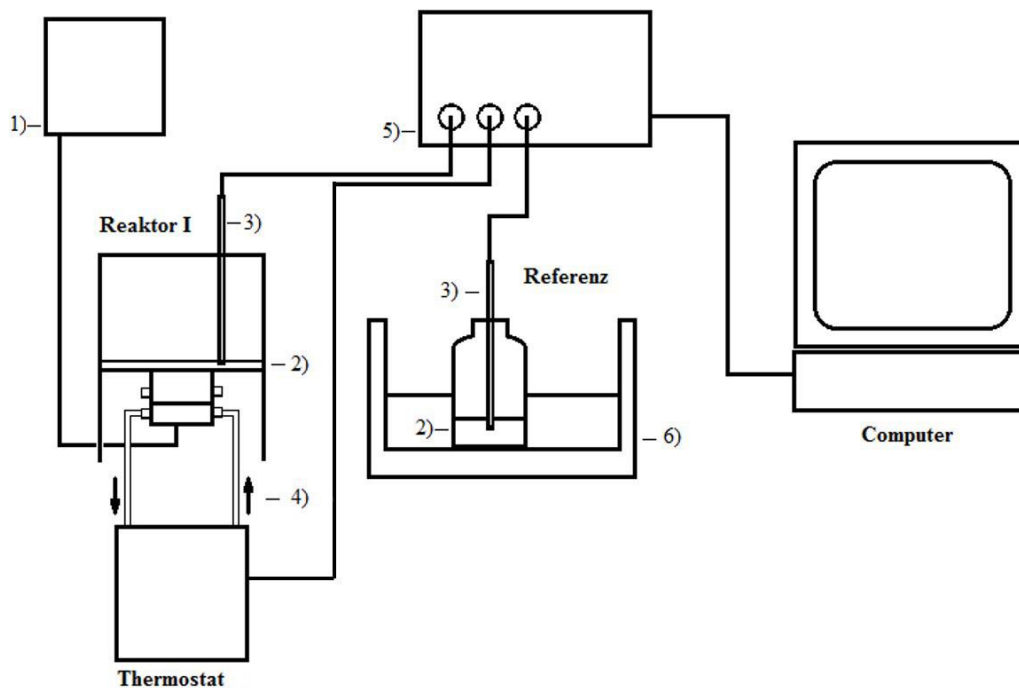 1)–
5)–
Reaktor I
–3)
3) –
Referenz
–2)
2)–
–6)
Computer
–4)
Thermostat